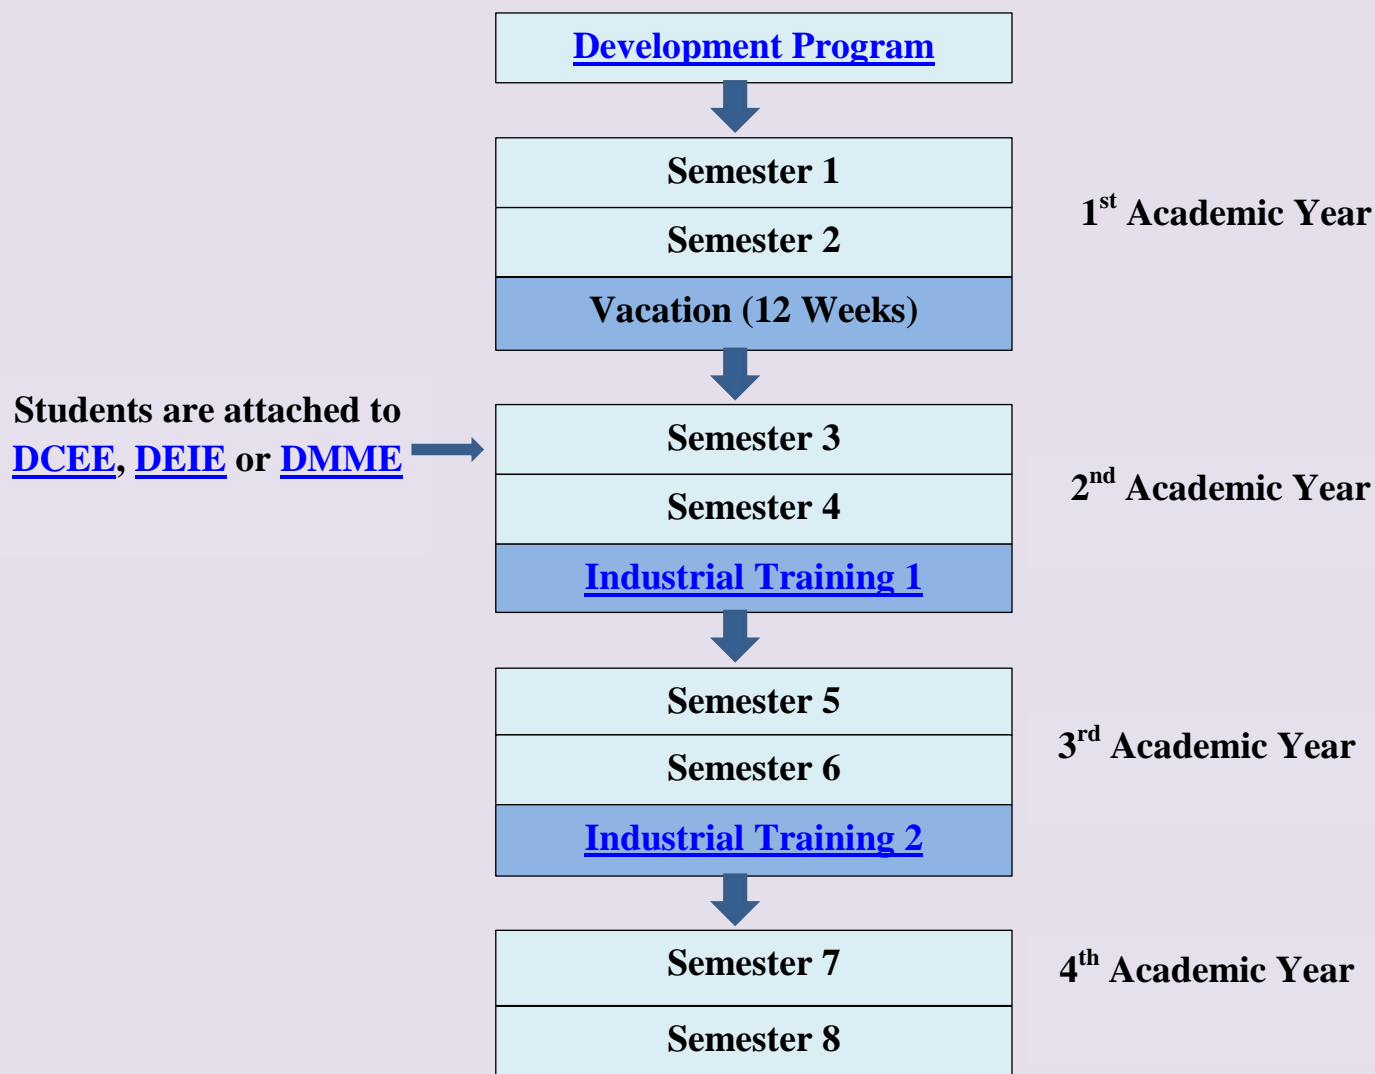 Development Program
Semester 1
Semester 2
1st Academic Year
Vacation (12 Weeks)
Students are attached to
DCEE, DEIE or DMME
Semester 3
Semester 4
2nd Academic Year
Industrial Training 1
Semester 5
Semester 6
3rd Academic Year
Industrial Training 2
Semester 7
4th Academic Year
Semester 8